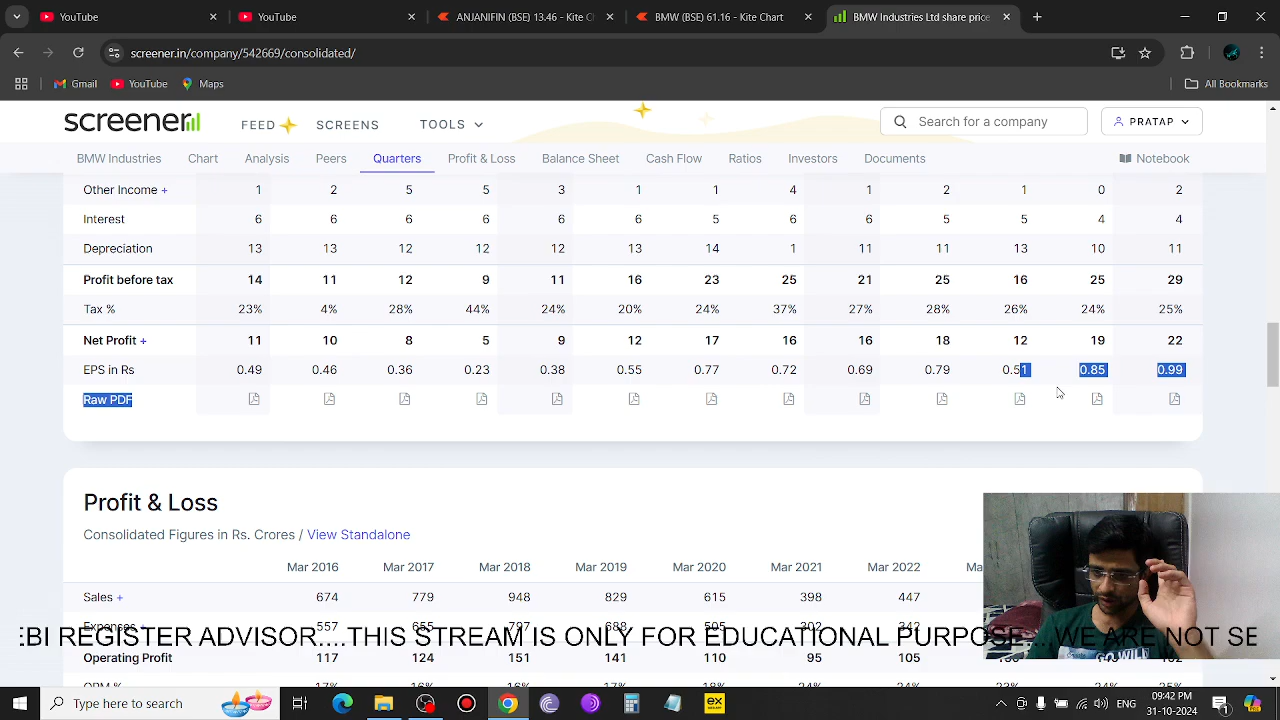 YouTube
YouTube
ANJANIFIN (BSE) 13.46 - Kite C
BMW (BSE) 61.16 - Kite Chart
BMW Industries Ltd share price
screener.in/company/542669/consolidated/
Gmail
YouTube
Maps
All Bookmarks
screener
FEED
SCREENS
TOOLS
Search for a company
PRATAP
BMW Industries
Chart
Analysis
Peers
Quarters
Profit & Loss
Balance Sheet
Cash Flow
Ratios
Investors
Documents
Notebook
Other Income + 1 2 5 5 3 1 1 4 1 2 1 0 2
Interest 6 6 6 6 6 6 5 6 6 5 5 4 4
Depreciation 13 13 12 12 12 13 14 1 11 11 13 10 11
Profit before tax 14 11 12 9 11 16 23 25 21 25 16 25 29
Tax % 23% 4% 28% 44% 24% 20% 24% 37% 27% 28% 26% 24% 25%
Net Profit + 11 10 8 5 9 12 17 16 16 18 12 19 22
EPS in Rs 0.49 0.46 0.36 0.23 0.38 0.55 0.77 0.72 0.69 0.79 0.51 0.85 0.99
Raw PDF
Profit & Loss
Consolidated Figures in Rs. Crores / View Standalone
Mar 2016 Mar 2017 Mar 2018 Mar 2019 Mar 2020 Mar 2021 Mar 2022
Sales + 674 779 948 829 615 398 447
557 655
EBI REGISTER ADVISOR....THIS STREAM IS ONLY FOR EDUCATIONAL PURPOSE....WE ARE NOT SE
Operating Profit 117 124 151 141 110 95 105
Type here to search
09:42 PM
31-10-2024